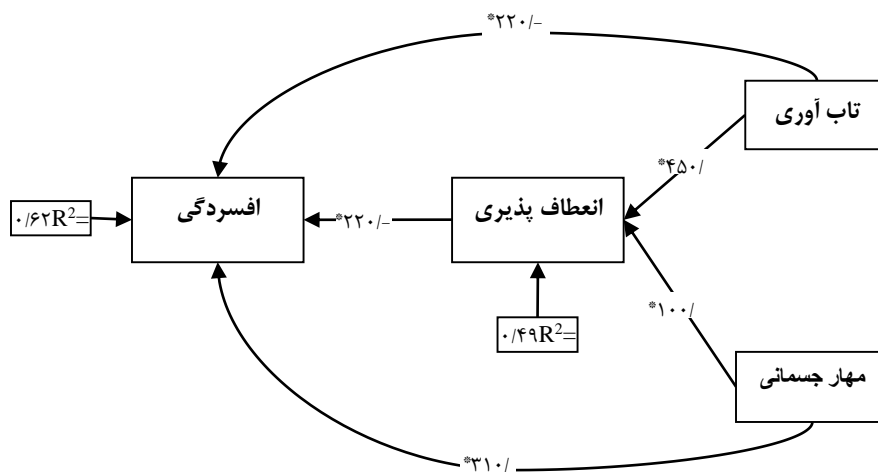 *۲۲۰/-
تاب آوری
*۴۵۰/
انعطاف پذیری
افسردگی
*۲۲۰/-
۰/۶۲R²=
*۱۰۰/
۰/۴۹R²=
مهار جسمانی
*۳۱۰/